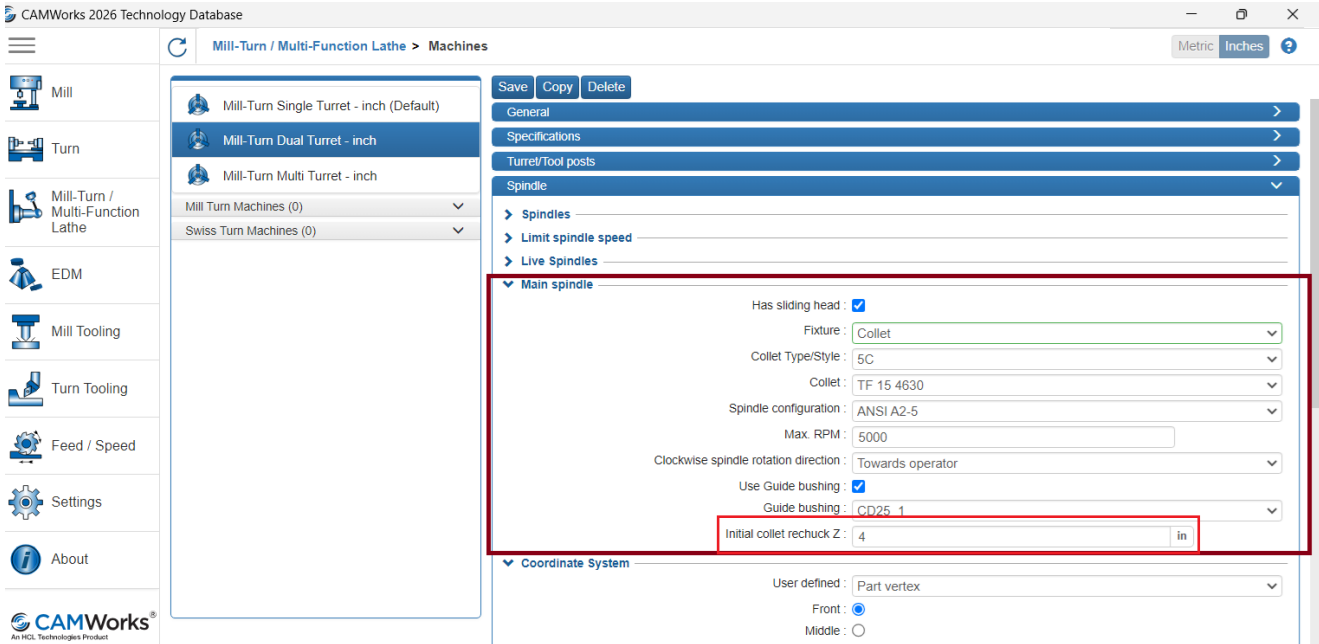 CAMWorks 2026 Technology Database
Mill-Turn / Multi-Function Lathe > Machines
Metric Inches ?
Mill
Turn
Mill-Turn /
Multi-Function
Lathe
EDM
Mill Tooling
Turn Tooling
Feed / Speed
Settings
About
CAMWorks®
An HCL Technologies Product
Mill-Turn Single Turret - inch (Default)
Mill-Turn Dual Turret - inch
Mill-Turn Multi Turret - inch
Mill Turn Machines (0)
Swiss Turn Machines (0)
Save Copy Delete
General
Specifications
Turret/Tool posts
Spindle
Spindles
Limit spindle speed
Live Spindles
Main spindle
Has sliding head :
Fixture : Collet
Collet Type/Style : 5C
Collet : TF 15 4630
Spindle configuration : ANSI A2-5
Max. RPM : 5000
Clockwise spindle rotation direction : Towards operator
Use Guide bushing :
Guide bushing : CD25_1
Initial collet rechuck Z : 4 in
Coordinate System
User defined : Part vertex
Front :
Middle :